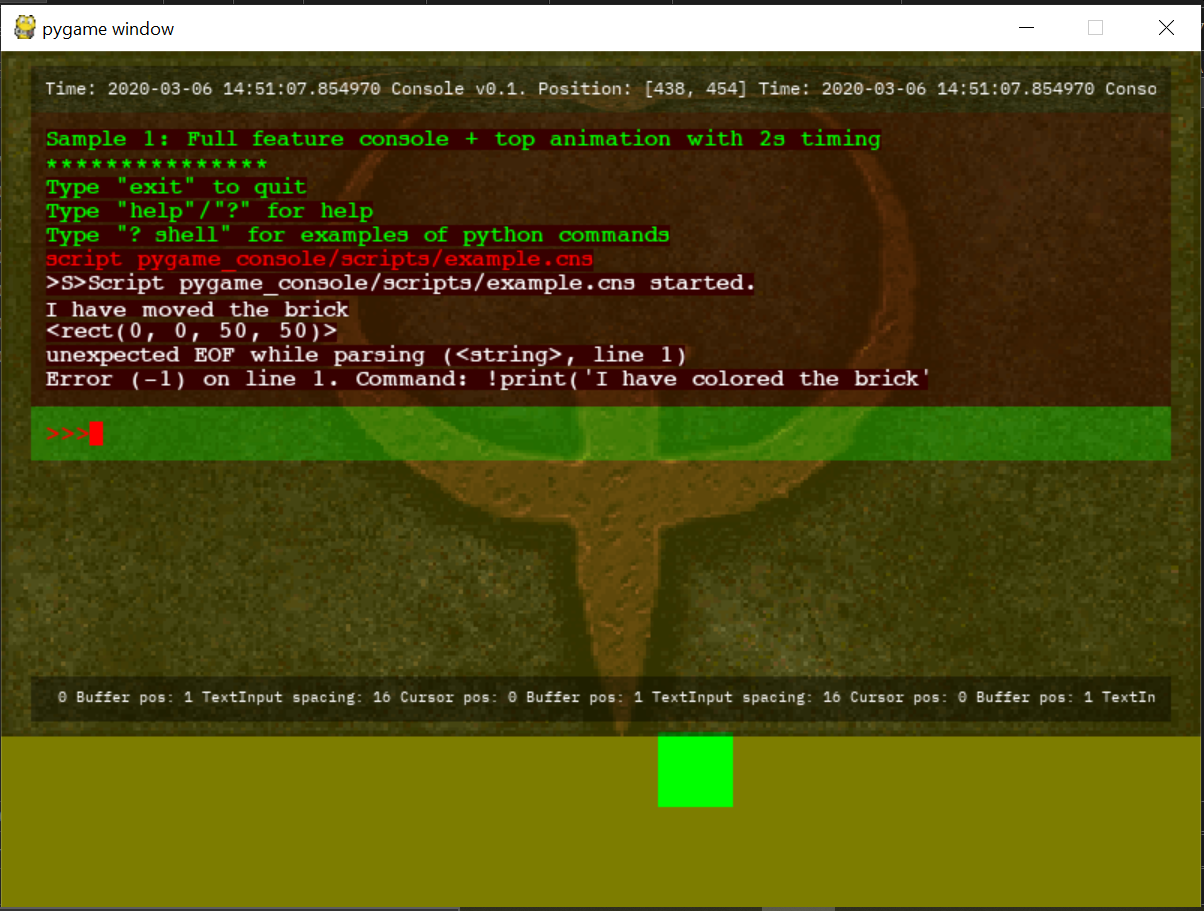 pygame window
Time: 2020-03-06 14:51:07.854970 Console v0.1. Position: [438, 454] Time: 2020-03-06 14:51:07.854970 Conso
Sample 1: Full feature console + top animation with 2s timing
***************
Type "exit" to quit
Type "help"/"?" for help
Type "? shell" for examples of python commands
script pygame_console/scripts/example.cns
>S>Script pygame_console/scripts/example.cns started.
I have moved the brick
<rect(0, 0, 50, 50)>
unexpected EOF while parsing (<string>, line 1)
Error (-1) on line 1. Command: !print('I have colored the brick'
>>>
0 Buffer pos: 1 TextInput spacing: 16 Cursor pos: 0 Buffer pos: 1 TextInput spacing: 16 Cursor pos: 0 Buffer pos: 1 TextIn